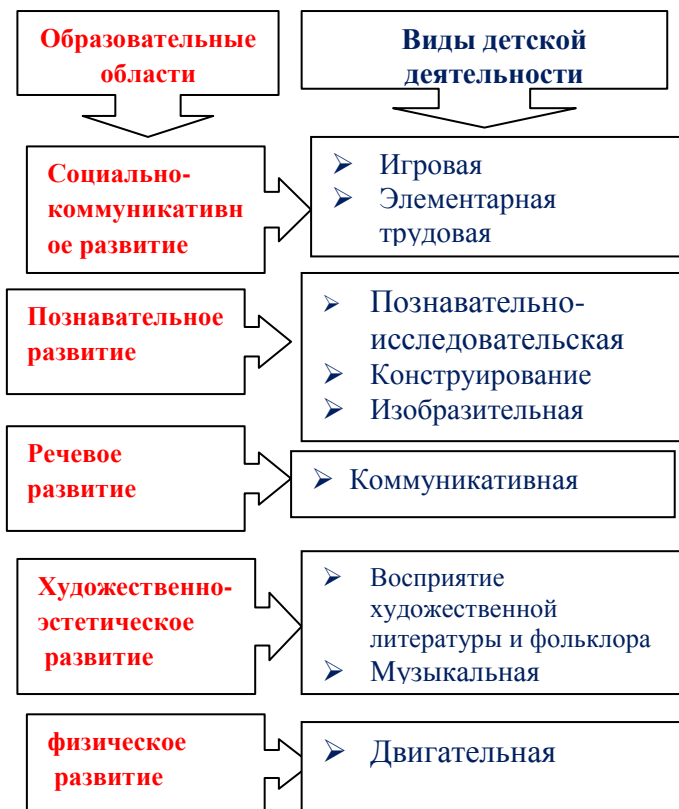 Образовательные
области
Виды детской
деятельности
Социально-
коммуникативн
ое развитие
➢ Игровая
➢ Элементарная
трудовая
Познавательное
развитие
➢ Познавательно-
исследовательская
➢ Конструирование
➢ Изобразительная
Речевое
развитие
➢ Коммуникативная
Художественно-
эстетическое
развитие
➢ Восприятие
художественной
литературы и фольклора
➢ Музыкальная
физическое
развитие
➢ Двигательная